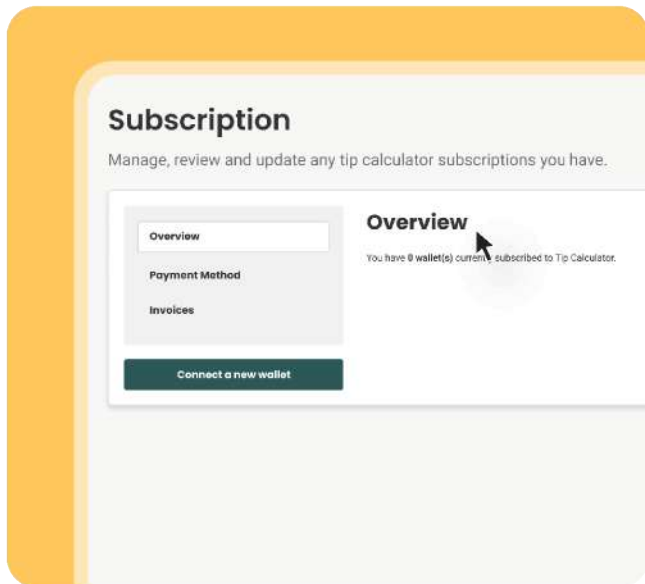 Subscription
Manage, review and update any tip calculator subscriptions you have.
Overview
Payment Method
Invoices
Connect a new wallet
Overview
You have 0 wallet(s) currently subscribed to Tip Calculator.